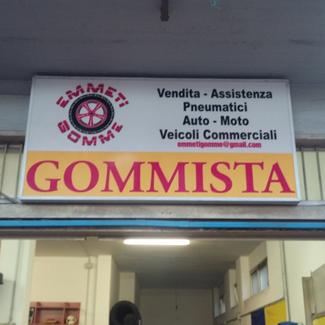 EMMETI
GOMME
Vendita - Assistenza
Pneumatici
Auto - Moto
Veicoli Commerciali
emmetigomme@gmail.com
GOMMISTA